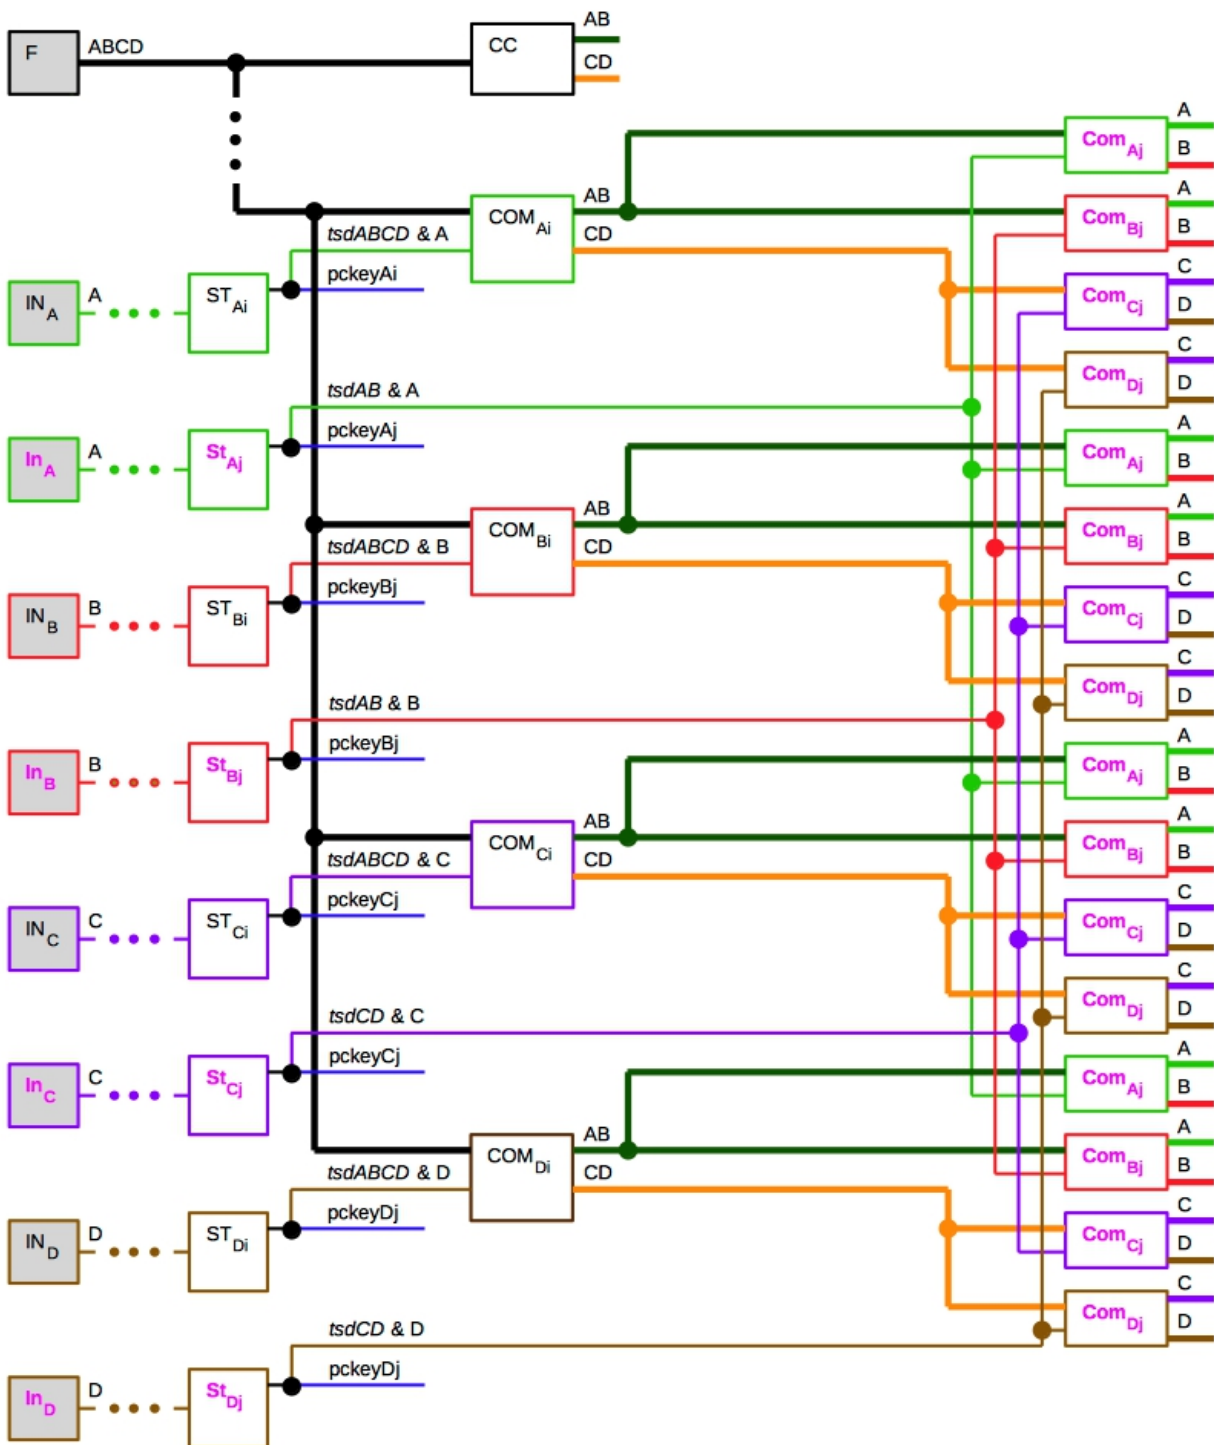 F ABCD CC AB
CD
Com Aj A
B
COM Ai AB
CD
Com Bj A
B
tsdABCD & A
pckeyAi
IN A A ST Ai
Com Cj C
D
Com Dj C
D
tsdAB & A
pckeyAj
In A A St Aj
Com Aj A
B
COM Bi AB
CD
Com Bj A
B
tsdABCD & B
pckeyBj
IN B B ST Bi
Com Cj C
D
Com Dj C
D
tsdAB & B
pckeyBj
In B B St Bj
Com Aj A
B
COM Ci AB
CD
Com Bj A
B
tsdABCD & C
pckeyCj
IN C C ST Ci
Com Cj C
D
Com Dj C
D
tsdCD & C
pckeyCj
In C C St Cj
Com Aj A
B
COM Di AB
CD
Com Bj A
B
tsdABCD & D
pckeyDj
IN D D ST Di
Com Cj C
D
Com Dj C
D
tsdCD & D
pckeyDj
In D D St Dj